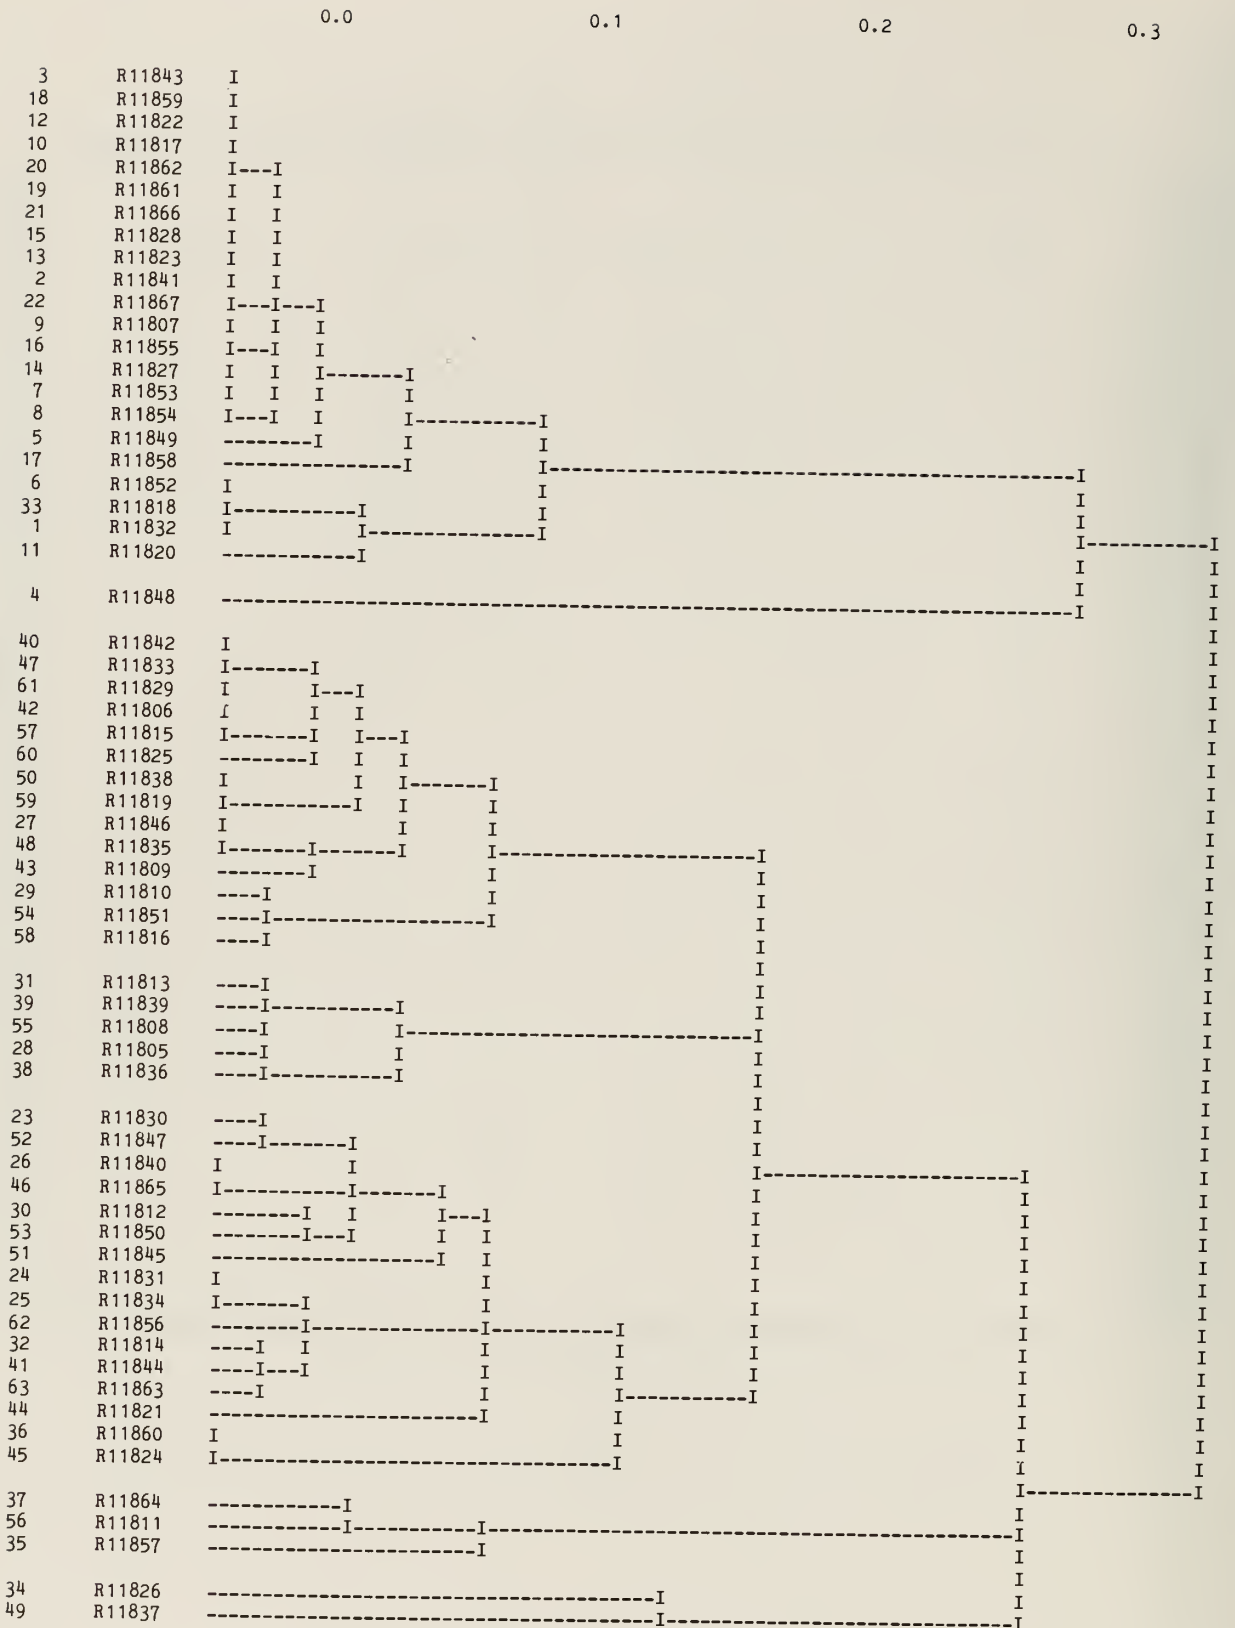 0.0 0.1 0.2 0.3
3 R11843 I
18 R11859 I
12 R11822 I
10 R11817 I
20 R11862 I---I
19 R11861 I I
21 R11866 I I
15 R11828 I I
13 R11823 I I
2 R11841 I I
22 R11867 I---I---I
9 R11807 I I I
16 R11855 I---I I
14 R11827 I I I-------I
7 R11853 I I I I
8 R11854 I---I I I-----------I
5 R11849 --------I I I
17 R11858 ----------------I I-----------------------------------------------I
6 R11852 I I I
33 R11818 I-----------I I I
1 R11832 I I---------------I I-----------I
11 R11820 ------------I I I
4 R11848 ----------------------------------------------------------------------------I I
40 R11842 I I
47 R11833 I-------I I
61 R11829 I I---I I
42 R11806 I I I I
57 R11815 I-------I I---I I
60 R11825 --------I I I I
50 R11838 I I I-------I I
59 R11819 I-----------I I I I
27 R11846 I I I I
48 R11835 I-------I-------I I-----------------------I I
43 R11809 --------I I I I
29 R11810 ----I I I I
54 R11851 ----I-------------------I I I
58 R11816 ----I I I
31 R11813 ----I I I
39 R11839 ----I-----------I I I
55 R11808 ----I I-------------------------------I I
28 R11805 ----I I I I
38 R11836 ----I-----------I I I
23 R11830 ----I I I
52 R11847 ----I-------I I I
26 R11840 I I I-----------------------I I
46 R11865 I-----------I-------I I I I
30 R11812 --------I I I---I I I I
53 R11850 --------I---I I I I I I
51 R11845 --------------------I I I I I
24 R11831 I I I I I
25 R11834 I-------I I I I I
62 R11856 --------I---------------I-----------I I I I
32 R11814 ----I I I I I I I
41 R11844 ----I---I I I I I I
63 R11863 ----I I I-----------I I I
44 R11821 ------------------------I I I I
36 R11860 I I I I
45 R11824 I-----------------------------------I I I
37 R11864 ------------I I---------------I
56 R11811 ------------I-----------I-----------------------------------------------I
35 R11857 ------------------------I I
34 R11826 ----------------------------------------I I
49 R11837 ----------------------------------------I-------------------------------I